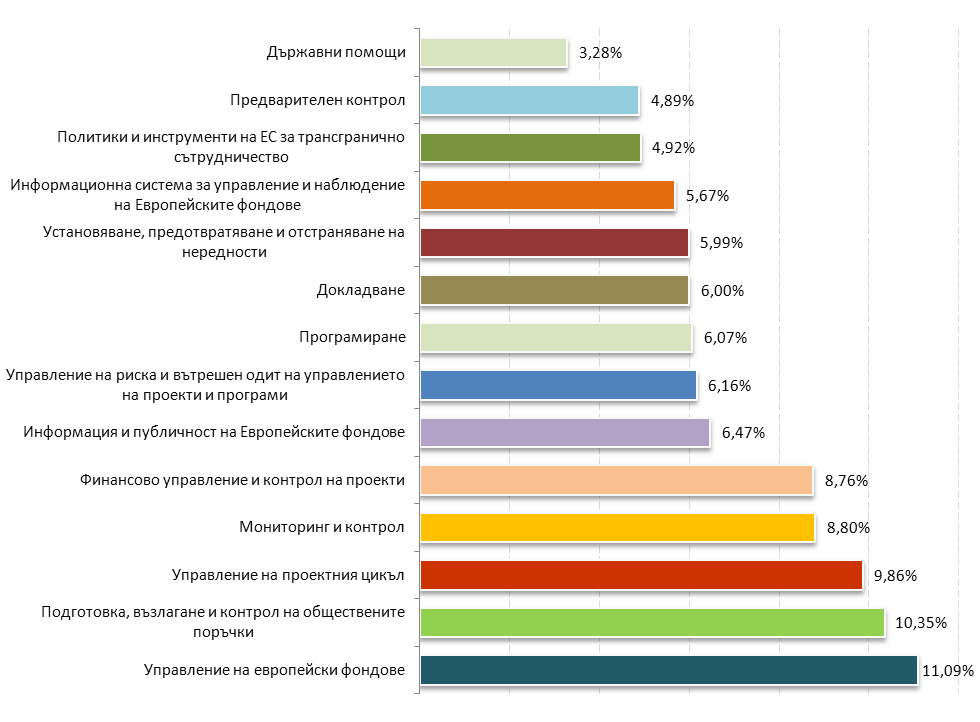 Държавни помощи
3,28%
Предварителен контрол
4,89%
Политики и инструменти на ЕС за трансгранично
сътрудничество
4,92%
Информационна система за управление и наблюдение
на Европейските фондове
5,67%
Установяване, предотвратяване и отстраняване на
нередности
5,99%
Докладване
6,00%
Програмиране
6,07%
Управление на риска и вътрешен одит на управлението
на проекти и програми
6,16%
Информация и публичност на Европейските фондове
6,47%
Финансово управление и контрол на проекти
8,76%
Мониторинг и контрол
8,80%
Управление на проектния цикъл
9,86%
Подготовка, възлагане и контрол на обществените
поръчки
10,35%
Управление на европейски фондове
11,09%